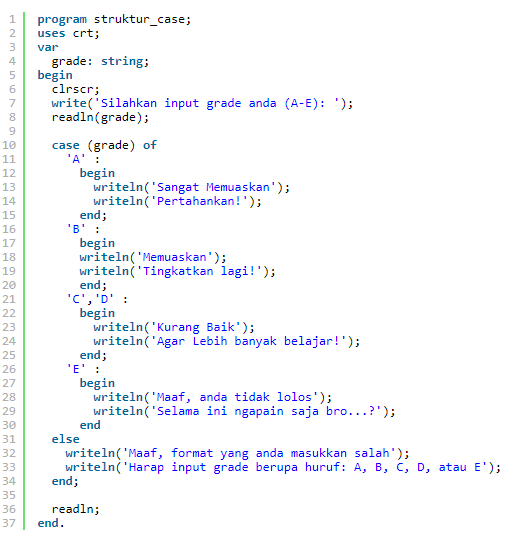 1 program struktur_case;
2 uses crt;
3 var
4   grade: string;
5 begin
6   clrscr;
7   write('Silahkan input grade anda (A-E): ');
8   readln(grade);
9
10   case (grade) of
11     'A' :
12       begin
13         writeln('Sangat Memuaskan');
14         writeln('Pertahankan!');
15       end;
16     'B' :
17       begin
18       writeln('Memuaskan');
19       writeln('Tingkatkan lagi!');
20       end;
21     'C','D' :
22       begin
23         writeln('Kurang Baik');
24         writeln('Agar Lebih banyak belajar!');
25       end;
26     'E' :
27       begin
28         writeln('Maaf, anda tidak lolos');
29         writeln('Selama ini ngapain saja bro...?');
30       end
31   else
32     writeln('Maaf, format yang anda masukkan salah');
33     writeln('Harap input grade berupa huruf: A, B, C, D, atau E');
34   end;
35
36   readln;
37 end.